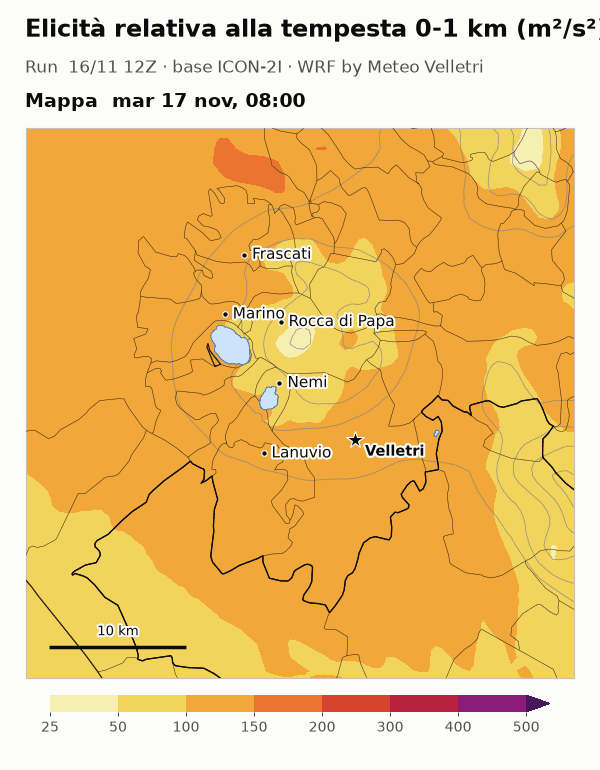 Elicità relativa alla tempesta 0-1 km (m²/s²)
Run 16/11 12Z · base ICON-2I · WRF by Meteo Velletri
Mappa mar 17 nov, 08:00
Frascati
Marino
Rocca di Papa
Nemi
Velletri
Lanuvio
10 km
25 50 100 150 200 300 400 500